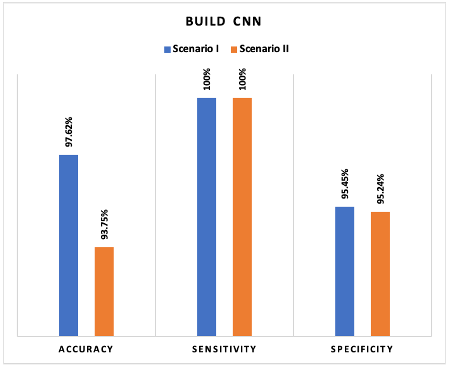 BUILD CNN
Scenario I Scenario II
97.62%
93.75%
100%
100%
95.45%
95.24%
ACCURACY SENSITIVITY SPECIFICITY